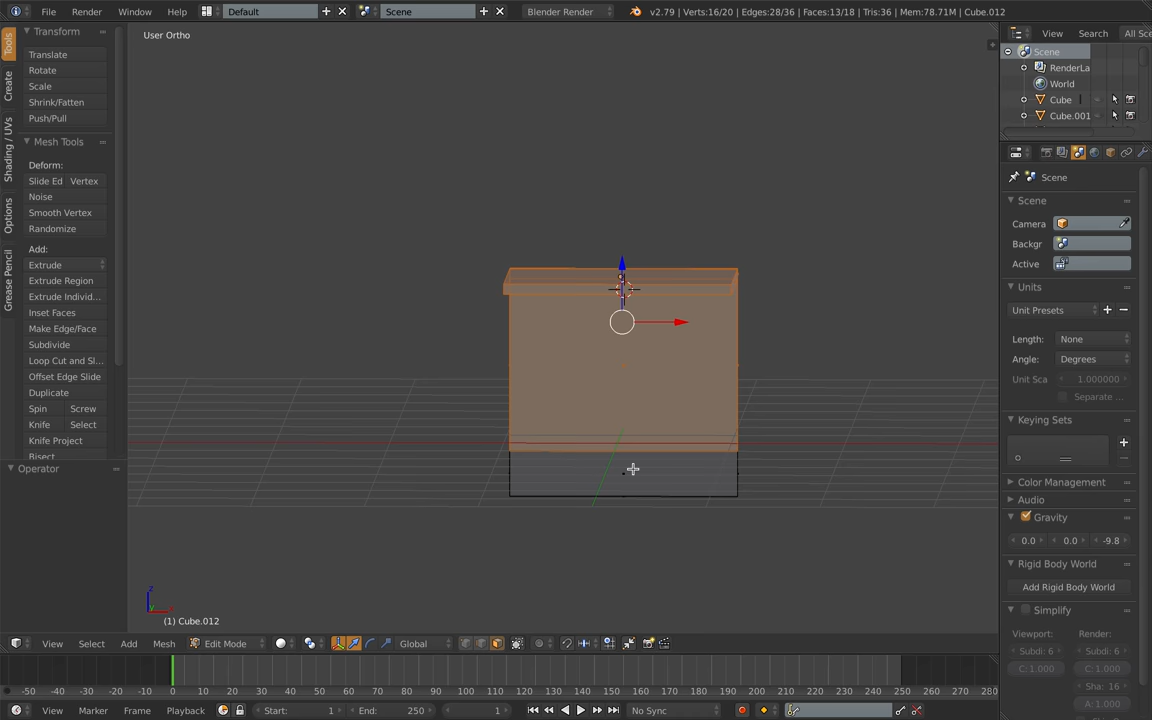 File Render Window Help Default Scene Blender Render v2.79 | Verts:16/20 | Edges:28/36 | Faces:13/18 | Tris:36 | Mem:78.71M | Cube.012
Tools
Create
Shading / UVs
Options
Grease Pencil
Transform
Translate
Rotate
Scale
Shrink/Fatten
Push/Pull
Mesh Tools
Deform:
Slide Ed Vertex
Noise
Smooth Vertex
Randomize
Add:
Extrude
Extrude Region
Extrude Individ...
Inset Faces
Make Edge/Face
Subdivide
Loop Cut and Sl...
Offset Edge Slide
Duplicate
Spin Screw
Knife Select
Knife Project
Bisect
Operator
User Ortho
(1) Cube.012
View Search All Sce
Scene
RenderLa
World
Cube
Cube.001
Scene
Scene
Camera
Backgr
Active
Units
Unit Presets
Length: None
Angle: Degrees
Unit Sca 1.000000
Separate ...
Keying Sets
Color Management
Audio
Gravity
0.0 0.0 -9.8
Rigid Body World
Add Rigid Body World
Simplify
Viewport: Render:
Subdi: 6 Subdi: 6
C: 1.000 C: 1.000
Sha: 16
A: 1.000
View Select Add Mesh Edit Mode Global
-50 -40 -30 -20 -10 0 10 20 30 40 50 60 70 80 90 100 110 120 130 140 150 160 170 180 190 200 210 220 230 240 250 260 270 280
View Marker Frame Playback Start: 1 End: 250 1 No Sync